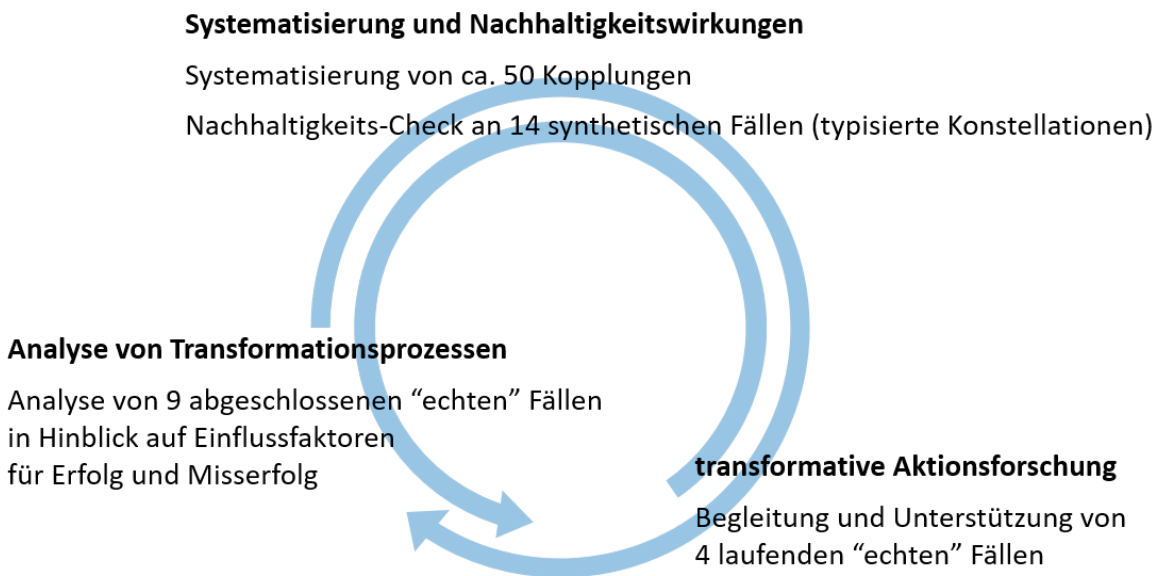 Systematisierung und Nachhaltigkeitswirkungen
Systematisierung von ca. 50 Kopplungen
Nachhaltigkeits-Check an 14 synthetischen Fällen (typisierte Konstellationen)
Analyse von Transformationsprozessen
Analyse von 9 abgeschlossenen “echten” Fällen
in Hinblick auf Einflussfaktoren
für Erfolg und Misserfolg
transformative Aktionsforschung
Begleitung und Unterstützung von
4 laufenden “echten” Fällen